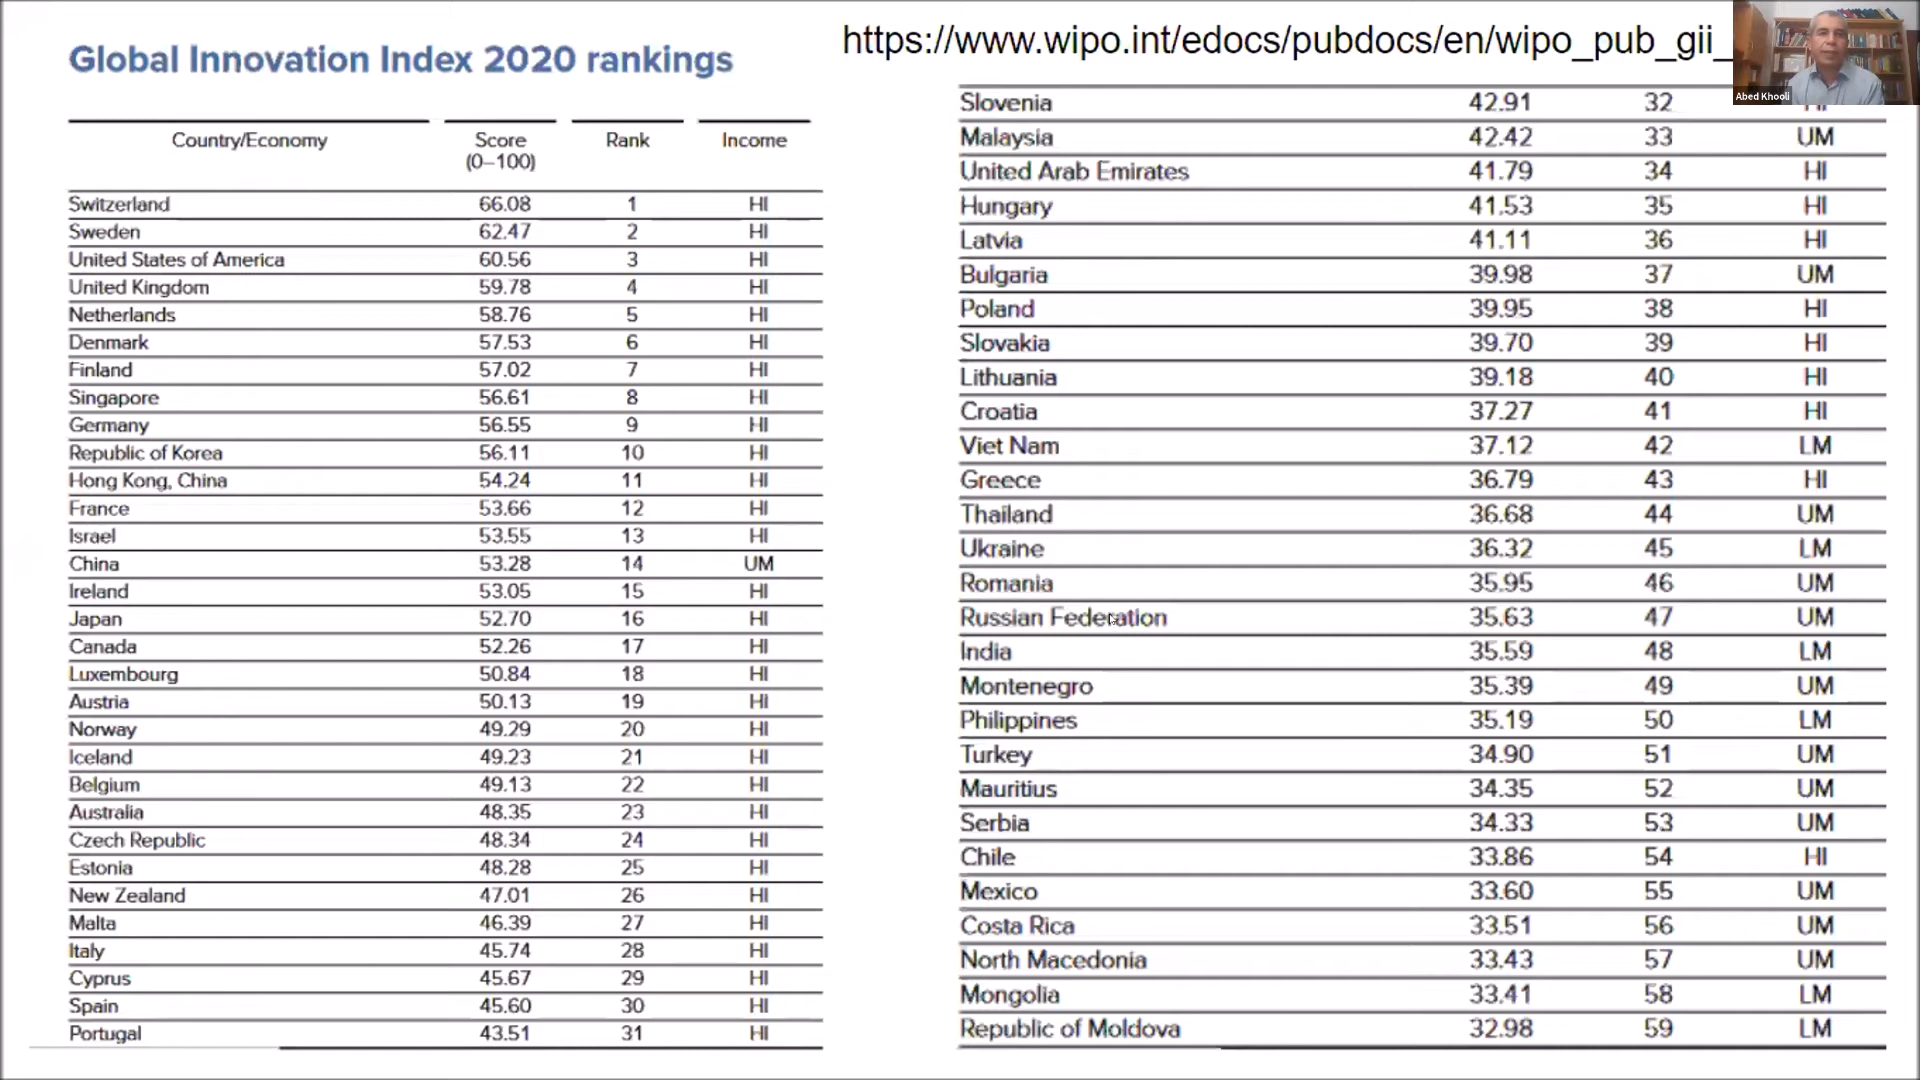 Global Innovation Index 2020 rankings
https://www.wipo.int/edocs/pubdocs/en/wipo_pub_gii_
Abed Khooli
Country/Economy Score (0–100) Rank Income
Switzerland 66.08 1 HI
Sweden 62.47 2 HI
United States of America 60.56 3 HI
United Kingdom 59.78 4 HI
Netherlands 58.76 5 HI
Denmark 57.53 6 HI
Finland 57.02 7 HI
Singapore 56.61 8 HI
Germany 56.55 9 HI
Republic of Korea 56.11 10 HI
Hong Kong, China 54.24 11 HI
France 53.66 12 HI
Israel 53.55 13 HI
China 53.28 14 UM
Ireland 53.05 15 HI
Japan 52.70 16 HI
Canada 52.26 17 HI
Luxembourg 50.84 18 HI
Austria 50.13 19 HI
Norway 49.29 20 HI
Iceland 49.23 21 HI
Belgium 49.13 22 HI
Australia 48.35 23 HI
Czech Republic 48.34 24 HI
Estonia 48.28 25 HI
New Zealand 47.01 26 HI
Malta 46.39 27 HI
Italy 45.74 28 HI
Cyprus 45.67 29 HI
Spain 45.60 30 HI
Portugal 43.51 31 HI
Slovenia 42.91 32
Malaysia 42.42 33 UM
United Arab Emirates 41.79 34 HI
Hungary 41.53 35 HI
Latvia 41.11 36 HI
Bulgaria 39.98 37 UM
Poland 39.95 38 HI
Slovakia 39.70 39 HI
Lithuania 39.18 40 HI
Croatia 37.27 41 HI
Viet Nam 37.12 42 LM
Greece 36.79 43 HI
Thailand 36.68 44 UM
Ukraine 36.32 45 LM
Romania 35.95 46 UM
Russian Federation 35.63 47 UM
India 35.59 48 LM
Montenegro 35.39 49 UM
Philippines 35.19 50 LM
Turkey 34.90 51 UM
Mauritius 34.35 52 UM
Serbia 34.33 53 UM
Chile 33.86 54 HI
Mexico 33.60 55 UM
Costa Rica 33.51 56 UM
North Macedonia 33.43 57 UM
Mongolia 33.41 58 LM
Republic of Moldova 32.98 59 LM